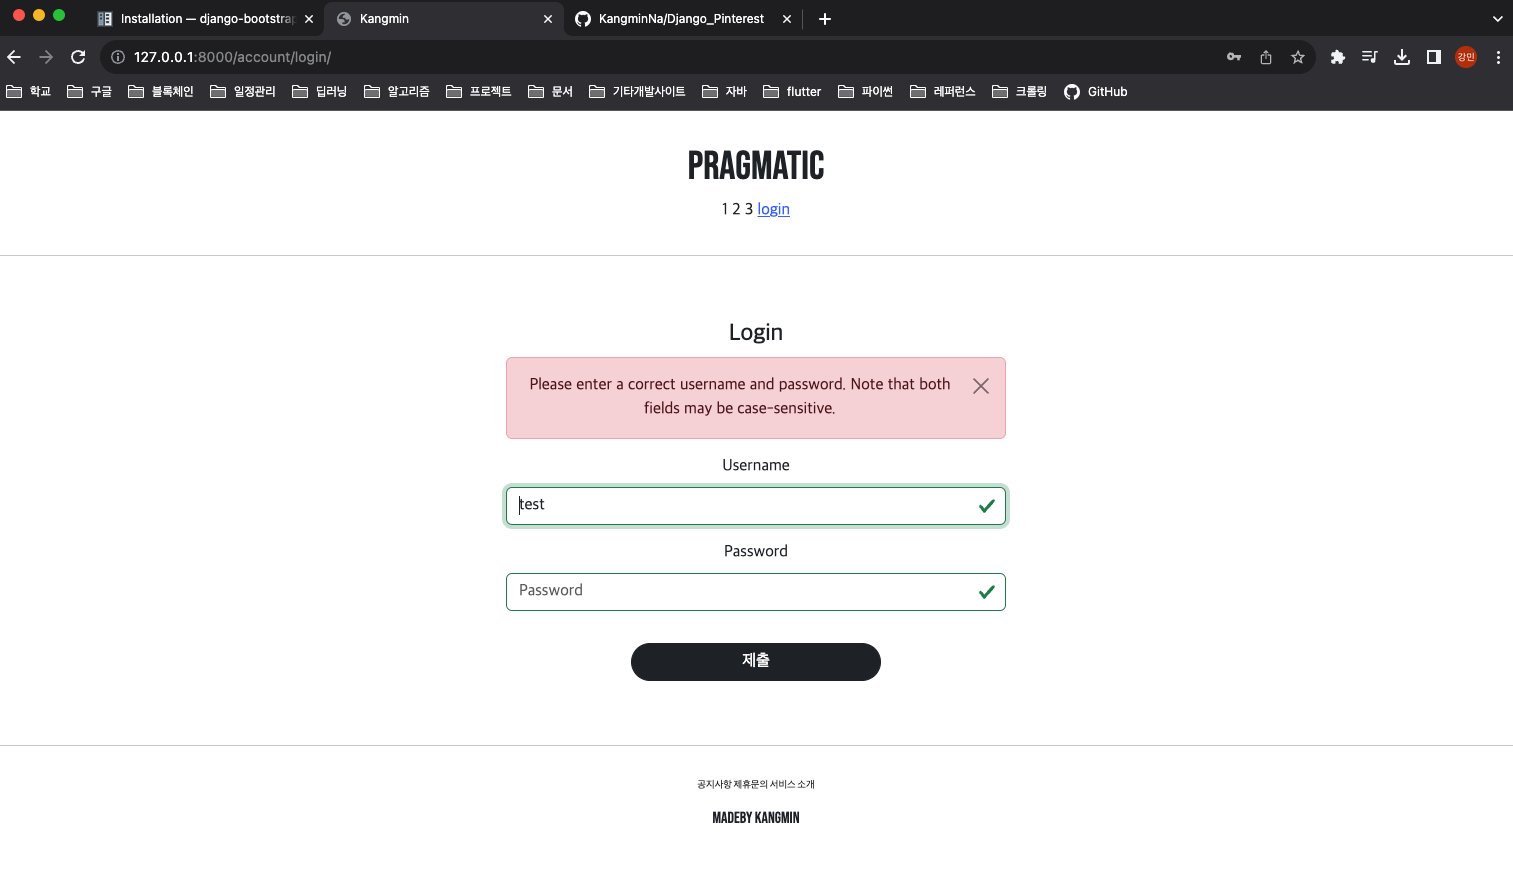 Installation — django-bootstrap
Kangmin
KangminNa/Django_Pinterest
127.0.0.1:8000/account/login/
강민
학교
구글
블록체인
일정관리
딥러닝
알고리즘
프로젝트
문서
기타개발사이트
자바
flutter
파이썬
레퍼런스
크롤링
GitHub
PRAGMATIC
1 2 3 login
Login
Please enter a correct username and password. Note that both
fields may be case-sensitive.
Username
test
Password
Password
제출
공지사항 제휴문의 서비스 소개
MADEBY KANGMIN